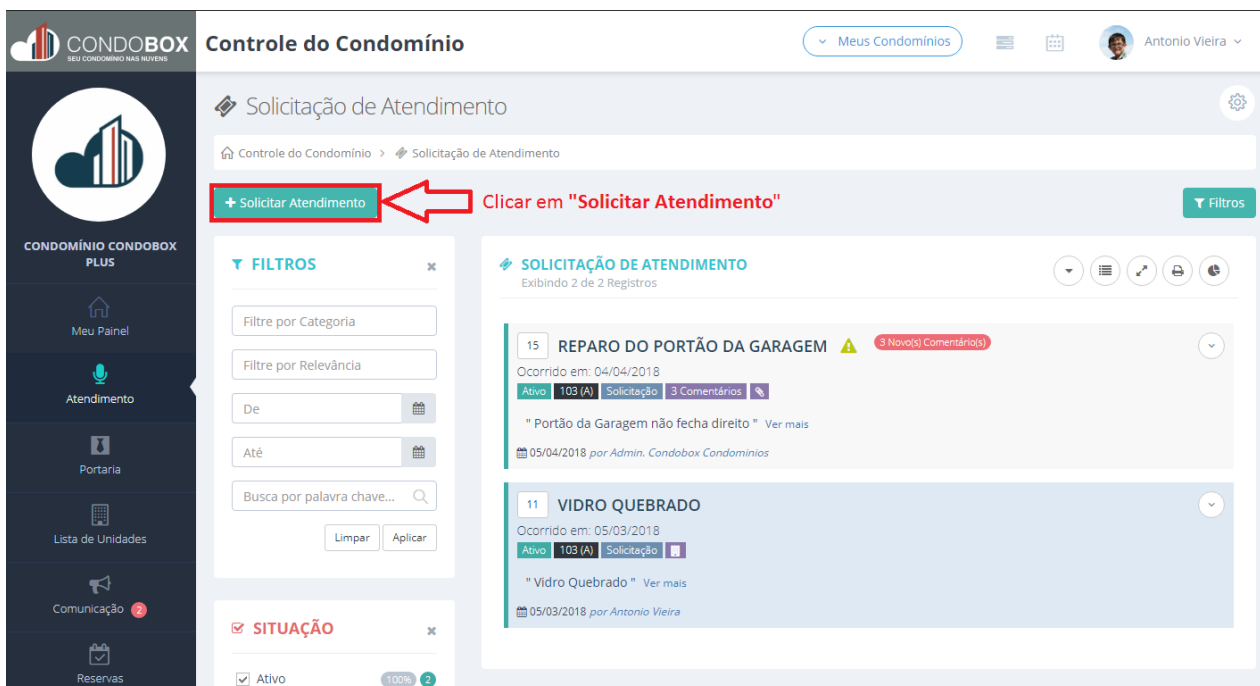 CONDOBOX
SEU CONDOMÍNIO NAS NUVENS
Controle do Condomínio
Meus Condomínios
Antonio Vieira
CONDOMÍNIO CONDOBOX
PLUS
Meu Painel
Atendimento
Portaria
Lista de Unidades
Comunicação 2
Reservas
Solicitação de Atendimento
Controle do Condomínio > Solicitação de Atendimento
+ Solicitar Atendimento
Clicar em "Solicitar Atendimento"
Filtros
FILTROS
Filtre por Categoria
Filtre por Relevância
De
Até
Busca por palavra chave...
Limpar Aplicar
SITUAÇÃO
Ativo 100% 2
SOLICITAÇÃO DE ATENDIMENTO
Exibindo 2 de 2 Registros
15 REPARO DO PORTÃO DA GARAGEM 3 Novo(s) Comentário(s)
Ocorrido em: 04/04/2018
Ativo 103 (A) Solicitação 3 Comentários
" Portão da Garagem não fecha direito " Ver mais
05/04/2018 por Admin. Condobox Condominios
11 VIDRO QUEBRADO
Ocorrido em: 05/03/2018
Ativo 103 (A) Solicitação
" Vidro Quebrado " Ver mais
05/03/2018 por Antonio Vieira